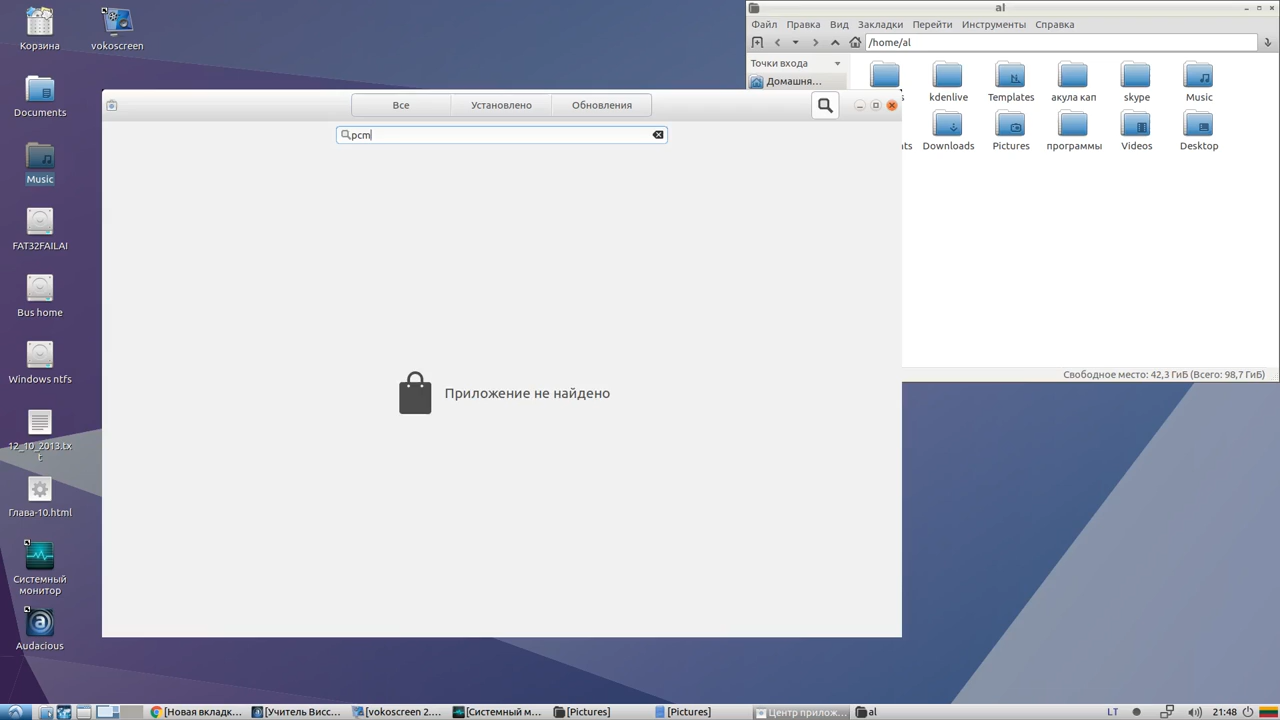 Корзина
vokoscreen
Documents
Music
FAT32FAILAI
Bus home
Windows ntfs
12_10_2013.tx
t
Глава-10.html
Системный
монитор
Audacious
al
Файл Правка Вид Закладки Перейти Инструменты Справка
/home/al
Точки входа
Домашня...
kdenlive Templates акула кап skype Music
Downloads Pictures программы Videos Desktop
Свободное место: 42,3 ГиБ (Всего: 98,7 ГиБ)
Все Установлено Обновления
pcm
Приложение не найдено
[Новая вкладк... [Учитель Висс... [vokoscreen 2.... [Системный м... [Pictures] [Pictures] Центр прилож... al LT 21:48